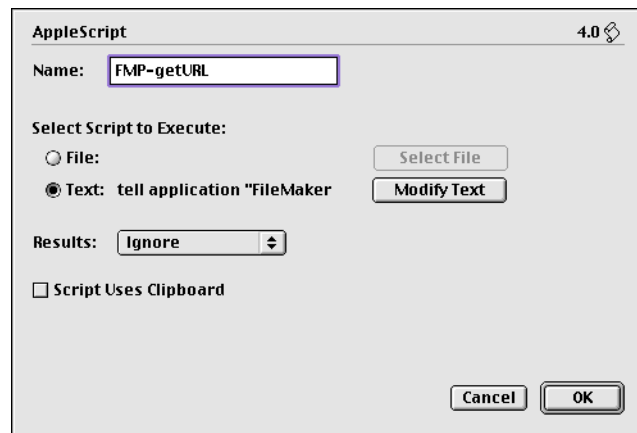 AppleScript 4.0
Name: FMP-getURL
Select Script to Execute:
File: Select File
Text: tell application "FileMaker Modify Text
Results: Ignore
Script Uses Clipboard
Cancel OK